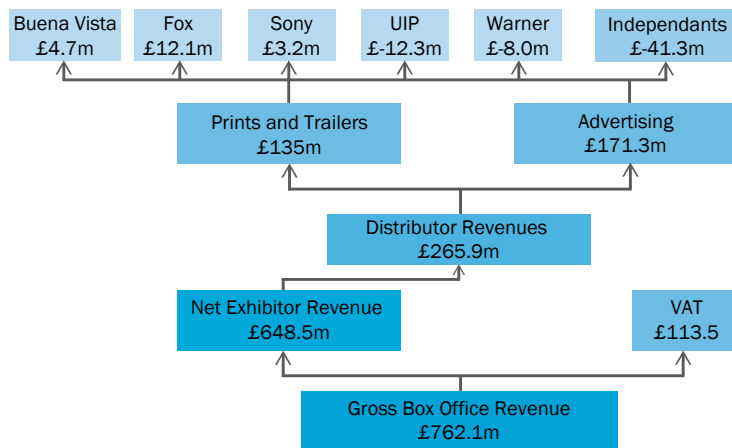 Buena Vista
£4.7m
Fox
£12.1m
Sony
£3.2m
UIP
£-12.3m
Warner
£-8.0m
Independants
£-41.3m
Prints and Trailers
£135m
Advertising
£171.3m
Distributor Revenues
£265.9m
Net Exhibitor Revenue
£648.5m
VAT
£113.5
Gross Box Office Revenue
£762.1m